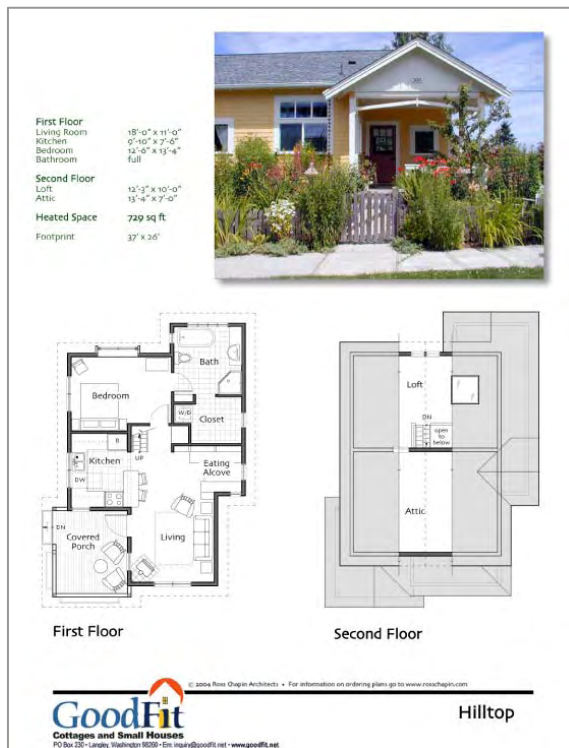 First Floor
Living Room 18'-0" x 11'-0"
Kitchen 9'-10" x 7'-6"
Bedroom 12'-6" x 13'-4"
Bathroom full
Second Floor
Loft 12'-3" x 10'-0"
Attic 13'-4" x 7'-0"
Heated Space 729 sq ft
Footprint 37' x 26'
Bath
Bedroom
W/D
Closet
R
Kitchen
UP
DW
Eating
Alcove
DN
Covered
Porch
Living
First Floor
Loft
DN
open
to
below
Attic
Second Floor
© 2004 Ross Chapin Architects • For information on ordering plans go to www.rosschapin.com
GoodFit
Cottages and Small Houses
PO Box 230 • Langley, Washington 98260 • Em: inquiry@goodfit.net • www.goodfit.net
Hilltop